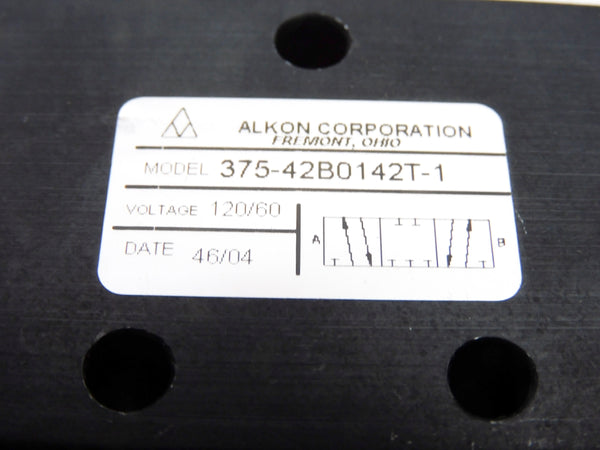 ALKON CORPORATION
FREMONT, OHIO
MODEL 375-42B0142T-1
VOLTAGE 120/60
DATE 46/04
A B